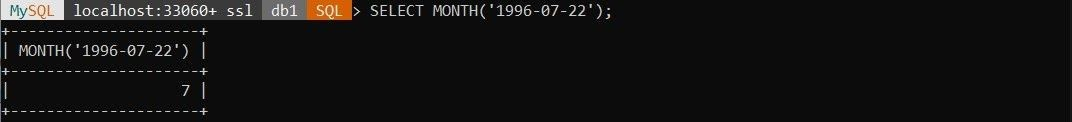 MySQL localhost:33060+ ssl db1 SQL > SELECT MONTH('1996-07-22');
+---------------------+
| MONTH('1996-07-22') |
+---------------------+
|                   7 |
+---------------------+